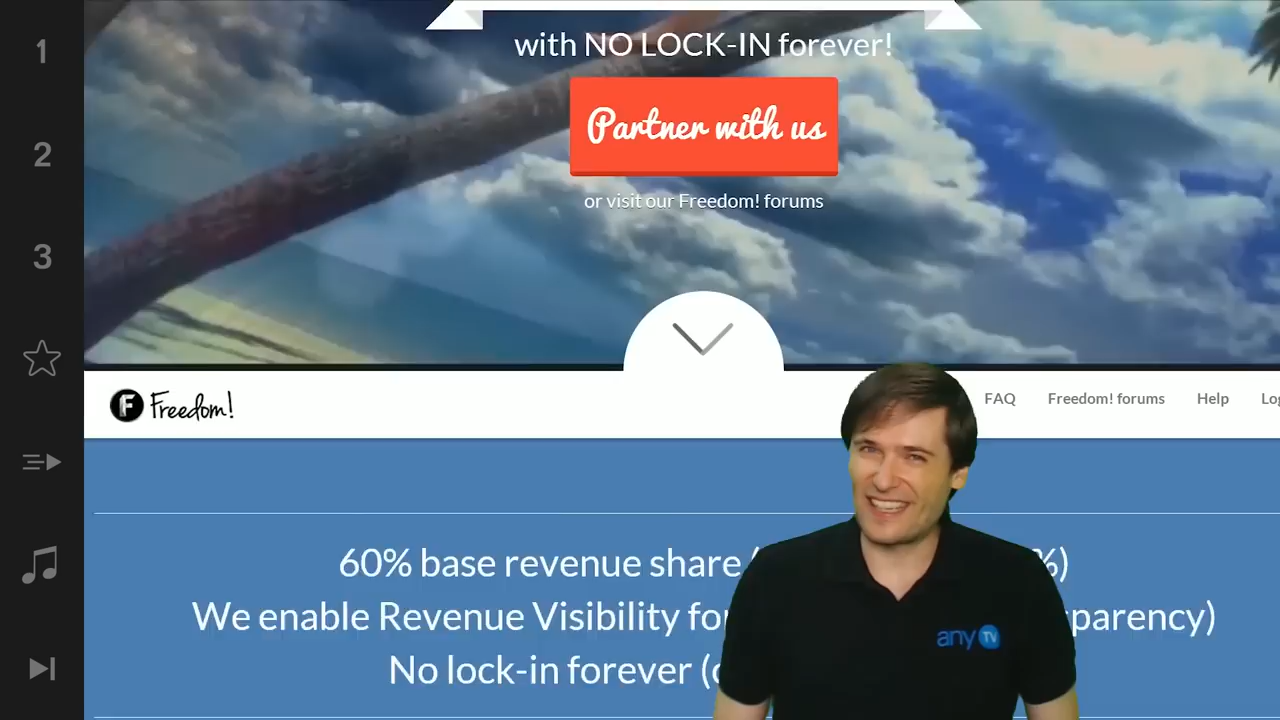 1
2
3
with NO LOCK-IN forever!
Partner with us
or visit our Freedom! forums
F Freedom!
FAQ
Freedom! forums
Help
60% base revenue share %)
We enable Revenue Visibility
No lock-in forever
any TV